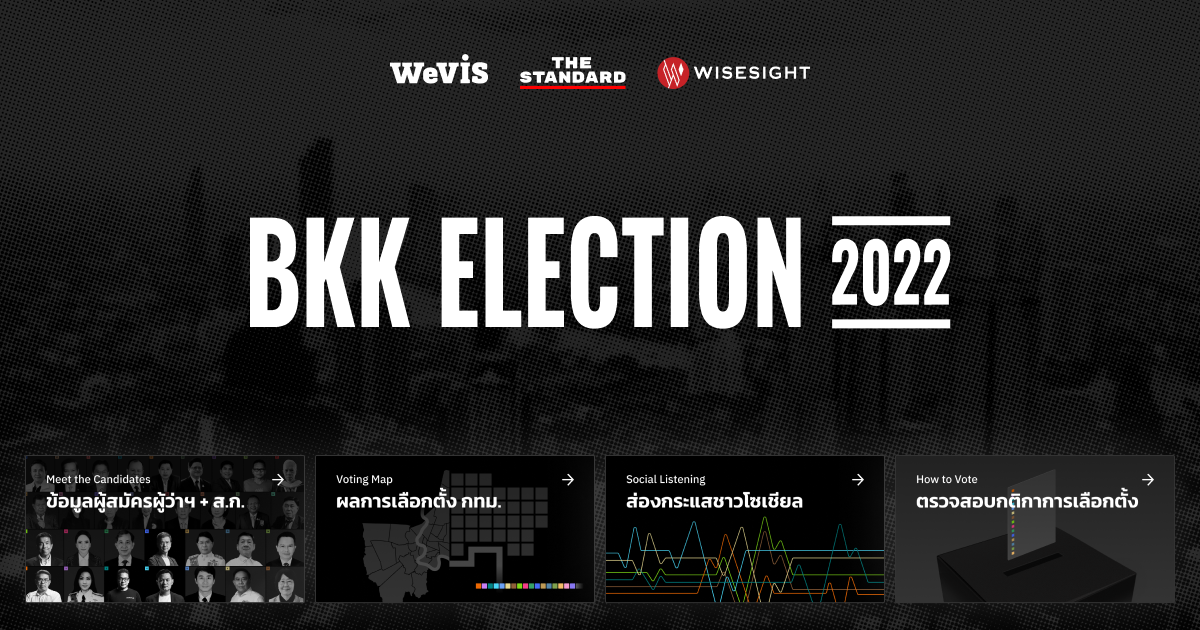 WeVis
THE
STANDARD
WISESIGHT
BKK ELECTION 2022
Meet the Candidates
ข้อมูลผู้สมัครผู้ว่าฯ + ส.ก.
Voting Map
ผลการเลือกตั้ง กทม.
Social Listening
ส่องกระแสชาวโซเชียล
How to Vote
ตรวจสอบกติกาการเลือกตั้ง